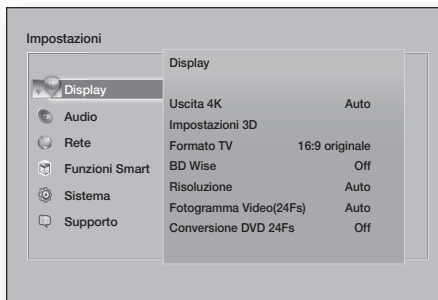 Impostazioni
Display
Audio
Rete
Funzioni Smart
Sistema
Supporto
Display
Uscita 4K Auto
Impostazioni 3D
Formato TV 16:9 originale
BD Wise Off
Risoluzione Auto
Fotogramma Video(24Fs) Auto
Conversione DVD 24Fs Off